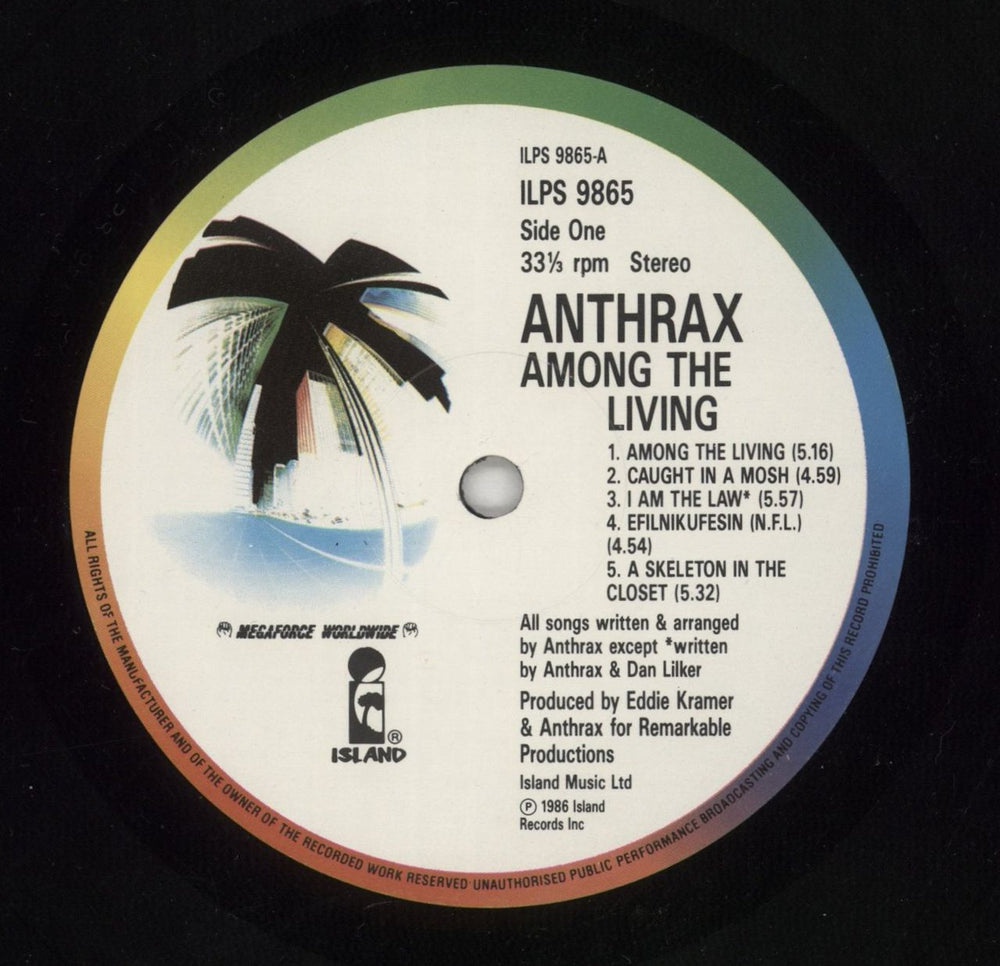 ILPS 9865-A
ILPS 9865
Side One
33⅓ rpm Stereo
ANTHRAX
AMONG THE
LIVING
1. AMONG THE LIVING (5.16)
2. CAUGHT IN A MOSH (4.59)
3. I AM THE LAW* (5.57)
4. EFILNIKUFESIN (N.F.L.)
(4.54)
5. A SKELETON IN THE
CLOSET (5.32)
All songs written & arranged
by Anthrax except *written
by Anthrax & Dan Lilker
Produced by Eddie Kramer
& Anthrax for Remarkable
Productions
Island Music Ltd
Ⓟ 1986 Island
Records Inc
MEGAFORCE WORLDWIDE
®
ISLAND
ALL RIGHTS OF THE MANUFACTURER AND OF THE OWNER OF THE RECORDED WORK RESERVED UNAUTHORISED PUBLIC PERFORMANCE BROADCASTING AND COPYING OF THIS RECORD PROHIBITED